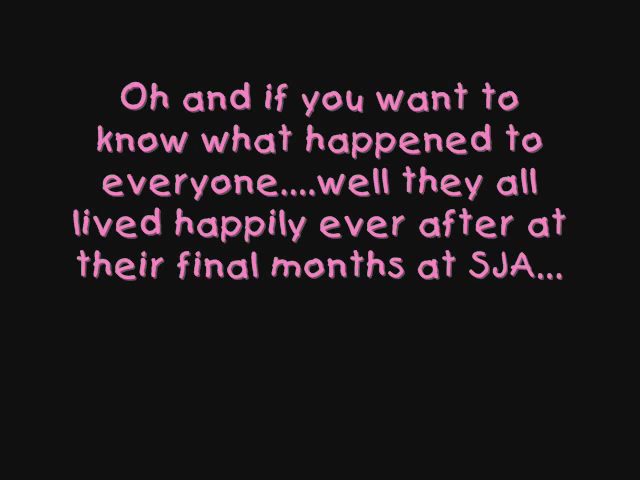 Oh and if you want to
know what happened to
everyone....well they all
lived happily ever after at
their final months at SJA...